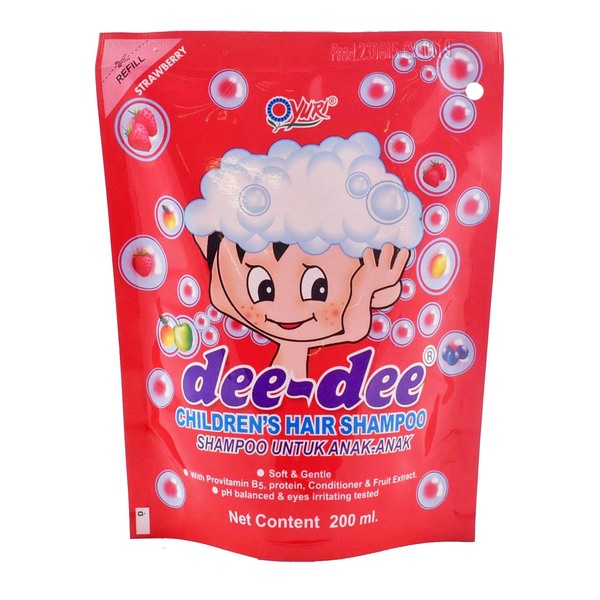 REFILL
STRAWBERRY
YURI®
dee-dee®
CHILDREN'S HAIR SHAMPOO
SHAMPOO UNTUK ANAK-ANAK
● Soft & Gentle
● With Provitamin B5, protein, Conditioner & Fruit Extract.
● pH balanced & eyes irritating tested
Net Content 200 ml.